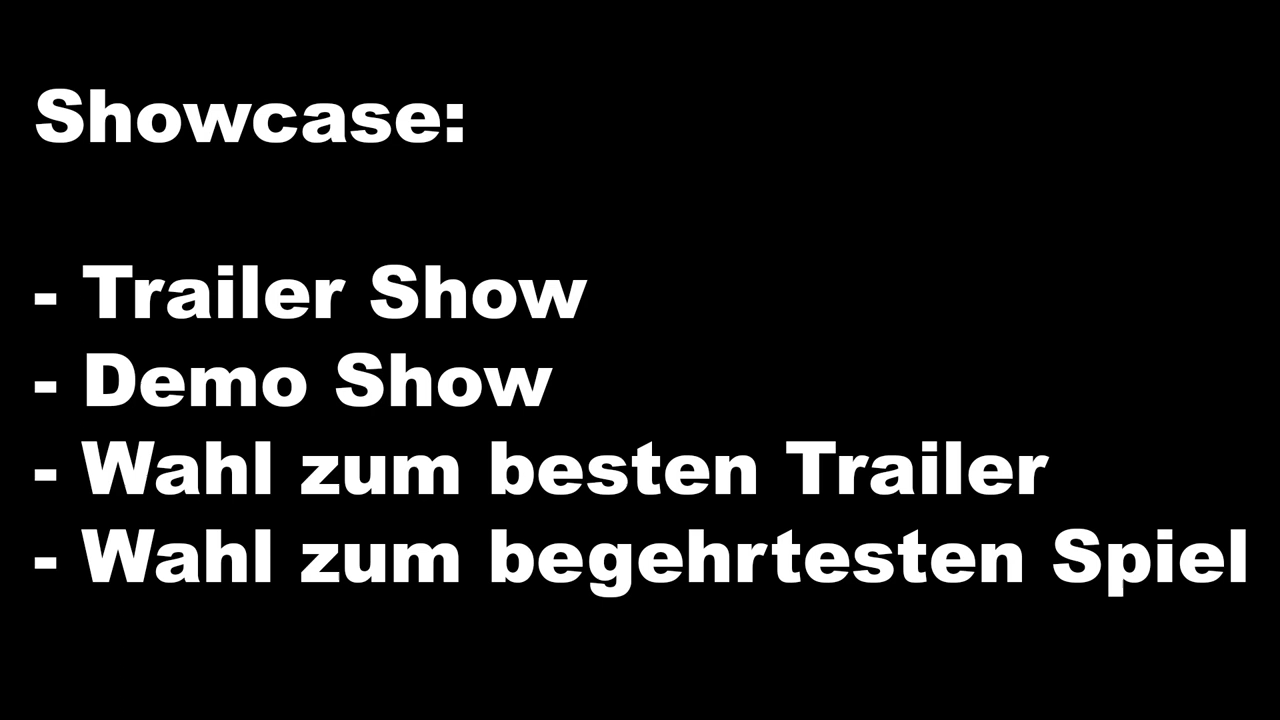 Showcase:
- Trailer Show
- Demo Show
- Wahl zum besten Trailer
- Wahl zum begehrtesten Spiel